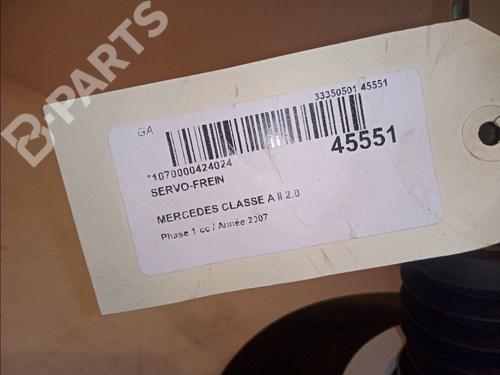 B-PARTS
GA
33350501 45551
45551
*1070000424024
SERVO-FREIN
MERCEDES CLASSE A II 2.0
Phase 1 cc / Année 2007